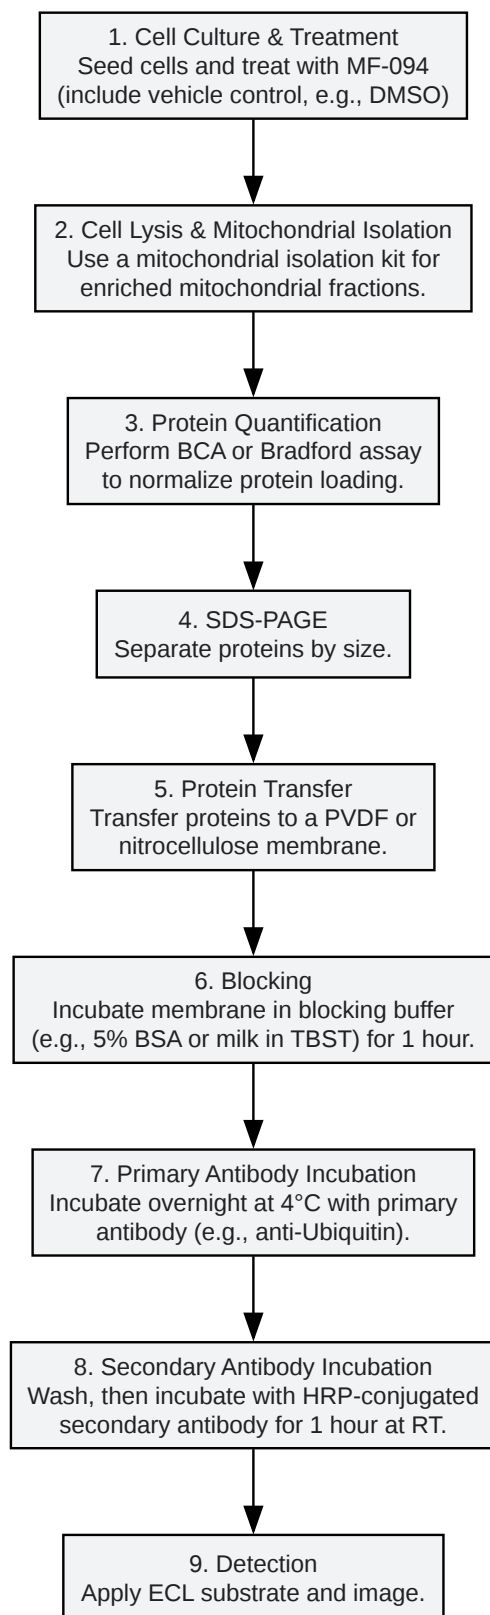 1. Cell Culture & Treatment
Seed cells and treat with MF-094
(include vehicle control, e.g., DMSO)
2. Cell Lysis & Mitochondrial Isolation
Use a mitochondrial isolation kit for
enriched mitochondrial fractions.
3. Protein Quantification
Perform BCA or Bradford assay
to normalize protein loading.
4. SDS-PAGE
Separate proteins by size.
5. Protein Transfer
Transfer proteins to a PVDF or
nitrocellulose membrane.
6. Blocking
Incubate membrane in blocking buffer
(e.g., 5% BSA or milk in TBST) for 1 hour.
7. Primary Antibody Incubation
Incubate overnight at 4°C with primary
antibody (e.g., anti-Ubiquitin).
8. Secondary Antibody Incubation
Wash, then incubate with HRP-conjugated
secondary antibody for 1 hour at RT.
9. Detection
Apply ECL substrate and image.